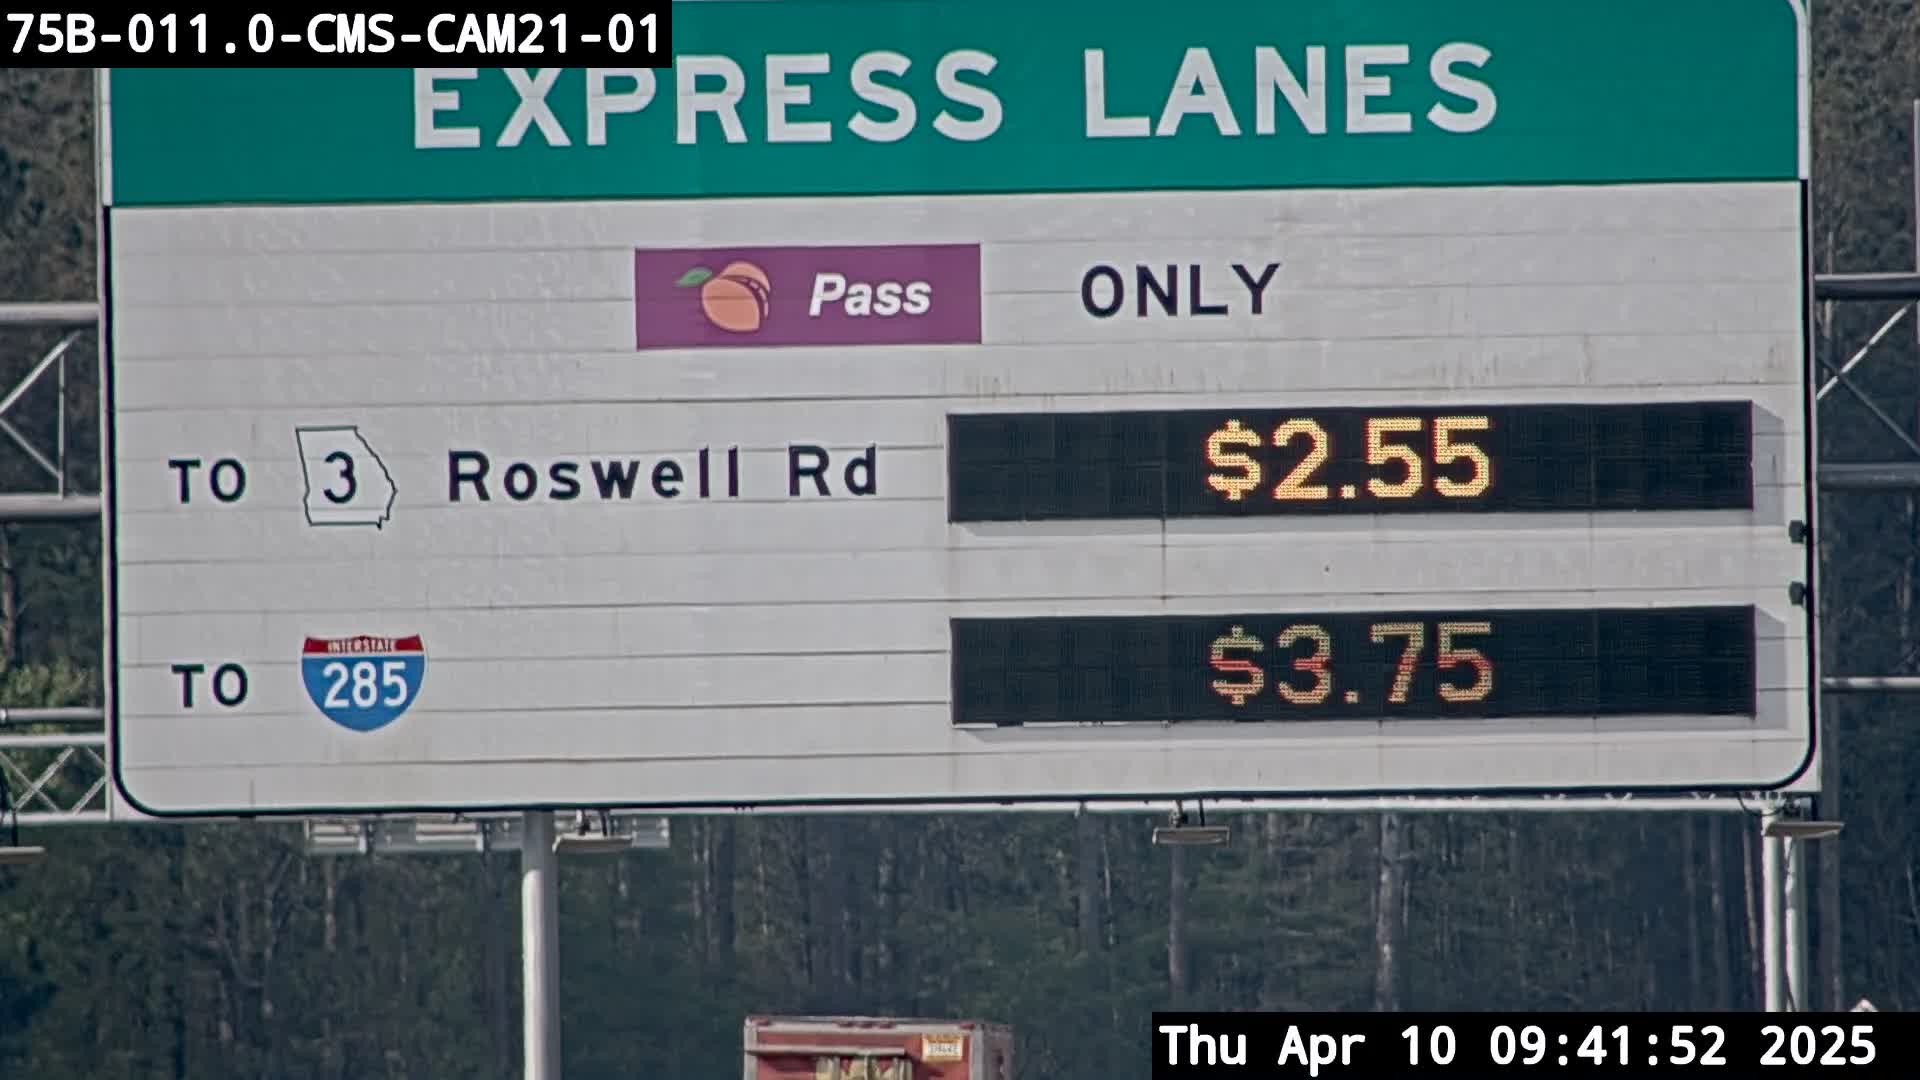 75B-011.0-CMS-CAM21-01
EXPRESS LANES
Pass ONLY
TO 3 Roswell Rd $2.55
INTERSTATE
TO 285 $3.75
Thu Apr 10 09:41:52 2025